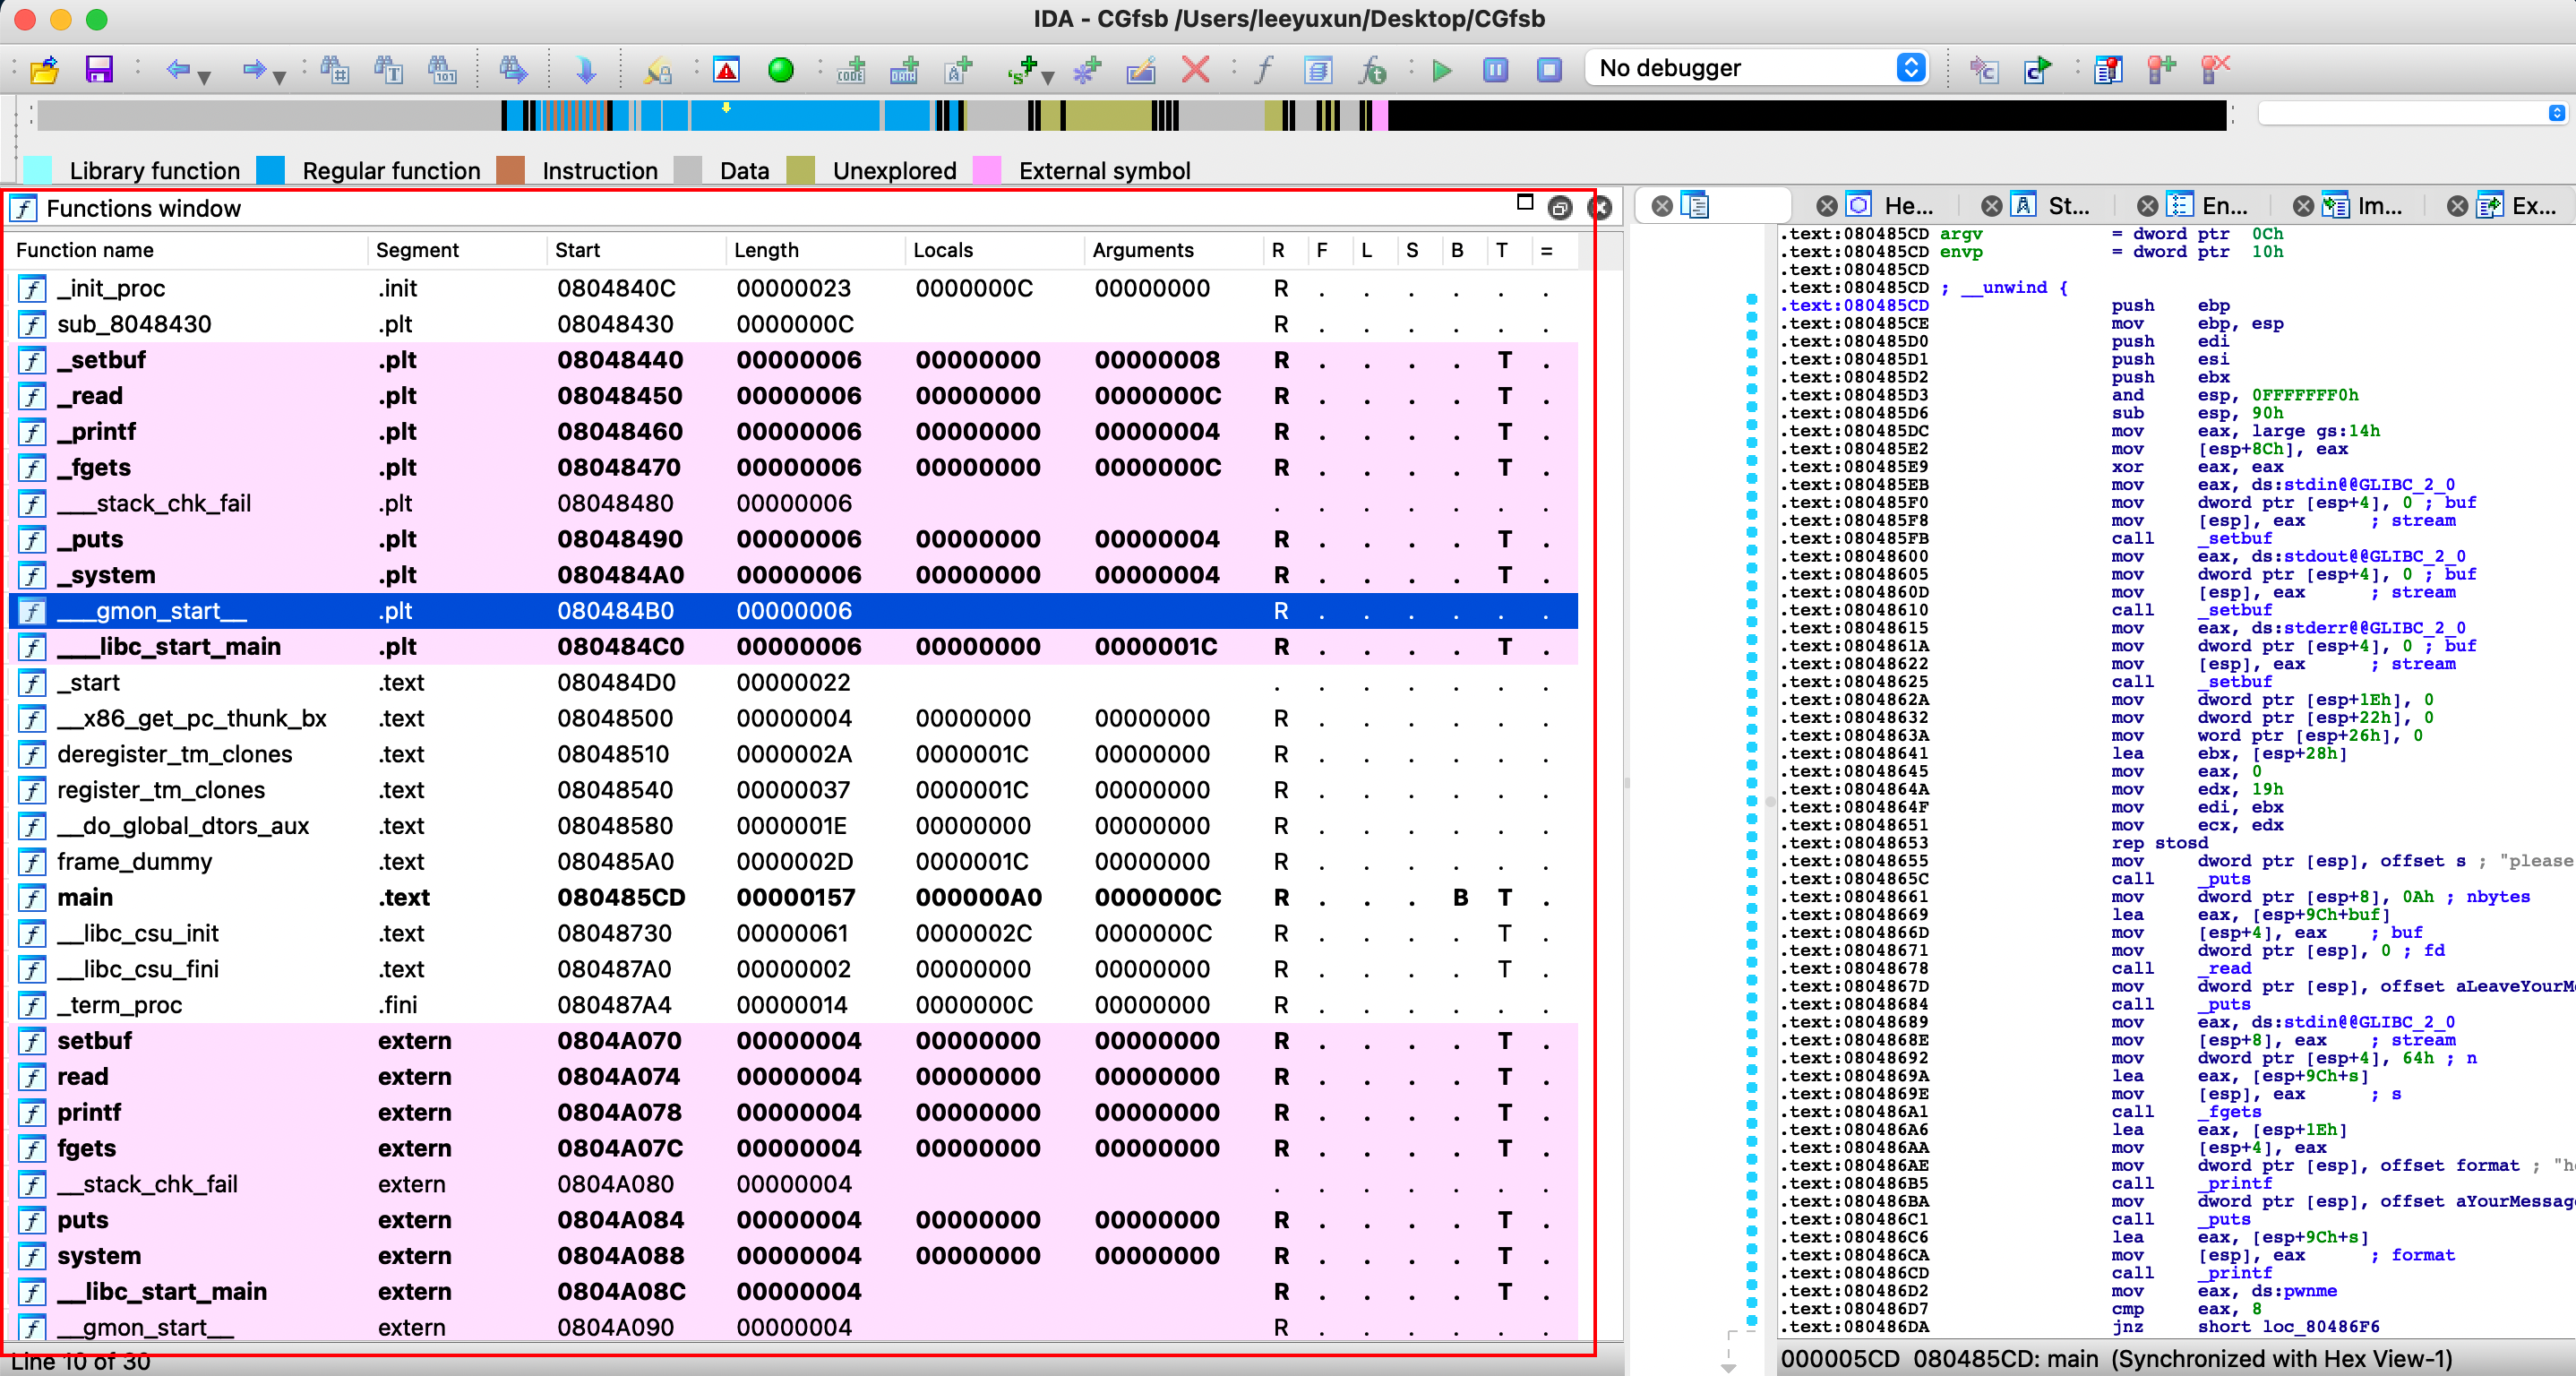 IDA - CGfsb /Users/leeyuxun/Desktop/CGfsb
No debugger
Library function Regular function Instruction Data Unexplored External symbol
Functions window
Function name Segment Start Length Locals Arguments R F L S B T =
_init_proc .init 0804840C 00000023 0000000C 00000000 R . . . . . .
sub_8048430 .plt 08048430 0000000C R . . . . . .
_setbuf .plt 08048440 00000006 00000000 00000008 R . . . . T .
_read .plt 08048450 00000006 00000000 0000000C R . . . . T .
_printf .plt 08048460 00000006 00000000 00000004 R . . . . T .
_fgets .plt 08048470 00000006 00000000 0000000C R . . . . T .
___stack_chk_fail .plt 08048480 00000006 . . . . . . .
_puts .plt 08048490 00000006 00000000 00000004 R . . . . T .
_system .plt 080484A0 00000006 00000000 00000004 R . . . . T .
___gmon_start__ .plt 080484B0 00000006 R . . . . . .
___libc_start_main .plt 080484C0 00000006 00000000 0000001C R . . . . T .
_start .text 080484D0 00000022 . . . . . . .
__x86_get_pc_thunk_bx .text 08048500 00000004 00000000 00000000 R . . . . . .
deregister_tm_clones .text 08048510 0000002A 0000001C 00000000 R . . . . . .
register_tm_clones .text 08048540 00000037 0000001C 00000000 R . . . . . .
__do_global_dtors_aux .text 08048580 0000001E 00000000 00000000 R . . . . . .
frame_dummy .text 080485A0 0000002D 0000001C 00000000 R . . . . . .
main .text 080485CD 00000157 000000A0 0000000C R . . . B T .
__libc_csu_init .text 08048730 00000061 0000002C 0000000C R . . . . T .
__libc_csu_fini .text 080487A0 00000002 00000000 00000000 R . . . . T .
_term_proc .fini 080487A4 00000014 0000000C 00000000 R . . . . . .
setbuf extern 0804A070 00000004 00000000 00000000 R . . . . T .
read extern 0804A074 00000004 00000000 00000000 R . . . . T .
printf extern 0804A078 00000004 00000000 00000000 R . . . . T .
fgets extern 0804A07C 00000004 00000000 00000000 R . . . . T .
__stack_chk_fail extern 0804A080 00000004 . . . . . . .
puts extern 0804A084 00000004 00000000 00000000 R . . . . T .
system extern 0804A088 00000004 00000000 00000000 R . . . . T .
__libc_start_main extern 0804A08C 00000004 R . . . . T .
__gmon_start__ extern 0804A090 00000004 R . . . . . .
Line 10 of 30
He... St... En... Im... Ex...
.text:080485CD argv = dword ptr 0Ch
.text:080485CD envp = dword ptr 10h
.text:080485CD
.text:080485CD ; __unwind {
.text:080485CD push ebp
.text:080485CE mov ebp, esp
.text:080485D0 push edi
.text:080485D1 push esi
.text:080485D2 push ebx
.text:080485D3 and esp, 0FFFFFFF0h
.text:080485D6 sub esp, 90h
.text:080485DC mov eax, large gs:14h
.text:080485E2 mov [esp+8Ch], eax
.text:080485E9 xor eax, eax
.text:080485EB mov eax, ds:stdin@@GLIBC_2_0
.text:080485F0 mov dword ptr [esp+4], 0 ; buf
.text:080485F8 mov [esp], eax ; stream
.text:080485FB call _setbuf
.text:08048600 mov eax, ds:stdout@@GLIBC_2_0
.text:08048605 mov dword ptr [esp+4], 0 ; buf
.text:0804860D mov [esp], eax ; stream
.text:08048610 call _setbuf
.text:08048615 mov eax, ds:stderr@@GLIBC_2_0
.text:0804861A mov dword ptr [esp+4], 0 ; buf
.text:08048622 mov [esp], eax ; stream
.text:08048625 call _setbuf
.text:0804862A mov dword ptr [esp+1Eh], 0
.text:08048632 mov dword ptr [esp+22h], 0
.text:0804863A mov word ptr [esp+26h], 0
.text:08048641 lea ebx, [esp+28h]
.text:08048645 mov eax, 0
.text:0804864A mov edx, 19h
.text:0804864F mov edi, ebx
.text:08048651 mov ecx, edx
.text:08048653 rep stosd
.text:08048655 mov dword ptr [esp], offset s ; "please
.text:0804865C call _puts
.text:08048661 mov dword ptr [esp+8], 0Ah ; nbytes
.text:08048669 lea eax, [esp+9Ch+buf]
.text:0804866D mov [esp+4], eax ; buf
.text:08048671 mov dword ptr [esp], 0 ; fd
.text:08048678 call _read
.text:0804867D mov dword ptr [esp], offset aLeaveYourM
.text:08048684 call _puts
.text:08048689 mov eax, ds:stdin@@GLIBC_2_0
.text:0804868E mov [esp+8], eax ; stream
.text:08048692 mov dword ptr [esp+4], 64h ; n
.text:0804869A lea eax, [esp+9Ch+s]
.text:0804869E mov [esp], eax ; s
.text:080486A1 call _fgets
.text:080486A6 lea eax, [esp+1Eh]
.text:080486AA mov [esp+4], eax
.text:080486AE mov dword ptr [esp], offset format ; "he
.text:080486B5 call _printf
.text:080486BA mov dword ptr [esp], offset aYourMessag
.text:080486C1 call _puts
.text:080486C6 lea eax, [esp+9Ch+s]
.text:080486CA mov [esp], eax ; format
.text:080486CD call _printf
.text:080486D2 mov eax, ds:pwnme
.text:080486D7 cmp eax, 8
.text:080486DA jnz short loc_80486F6
000005CD 080485CD: main (Synchronized with Hex View-1)